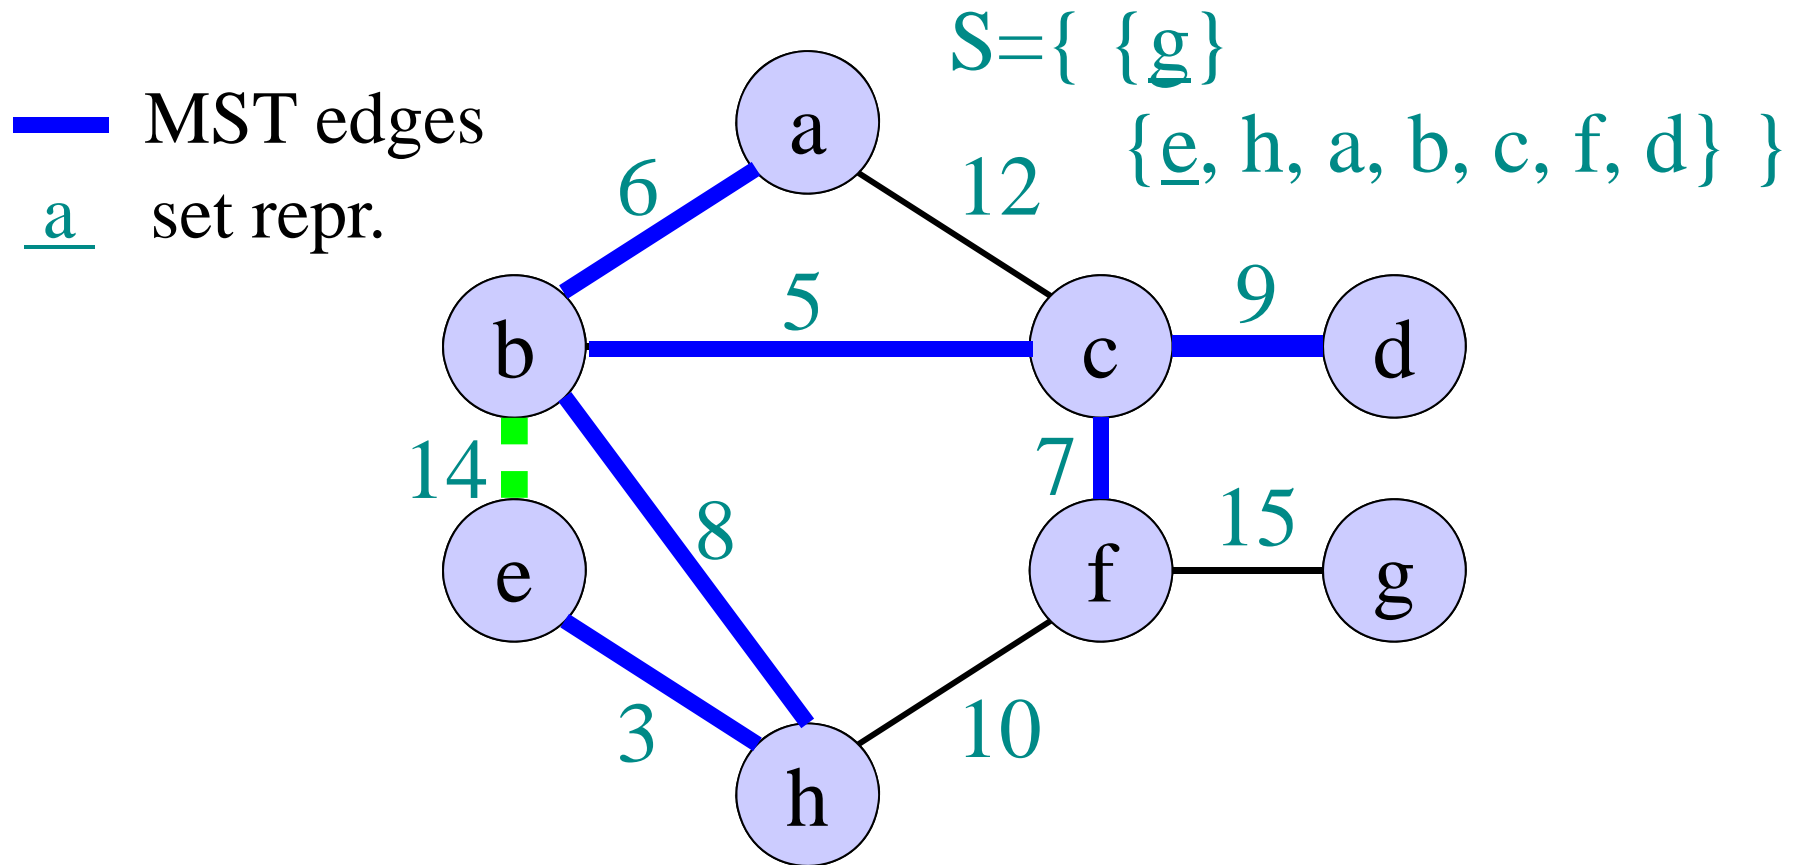 S={ {g}
MST edges
a
{e, h, a, b, c, f, d} }
6
12
a set repr.
5
9
b
c
d
14
7
8
15
e
f
g
3
10
h